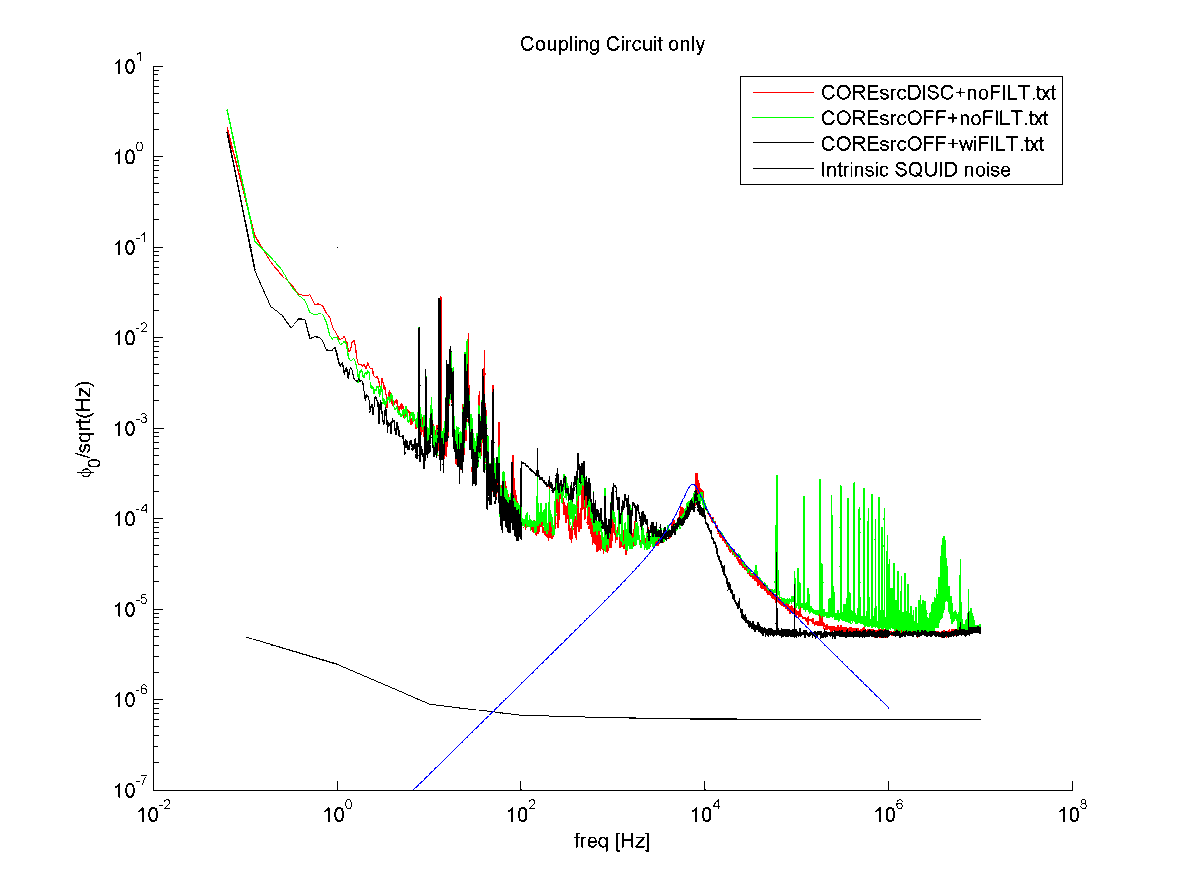 Coupling Circuit only
COREsrcDISC+noFILT.txt
COREsrcOFF+noFILT.txt
COREsrcOFF+wiFILT.txt
Intrinsic SQUID noise
10^1
10^0
10^-1
10^-2
10^-3
10^-4
10^-5
10^-6
10^-7
ϕ_0/sqrt(Hz)
10^-2
10^0
10^2
10^4
10^6
10^8
freq [Hz]